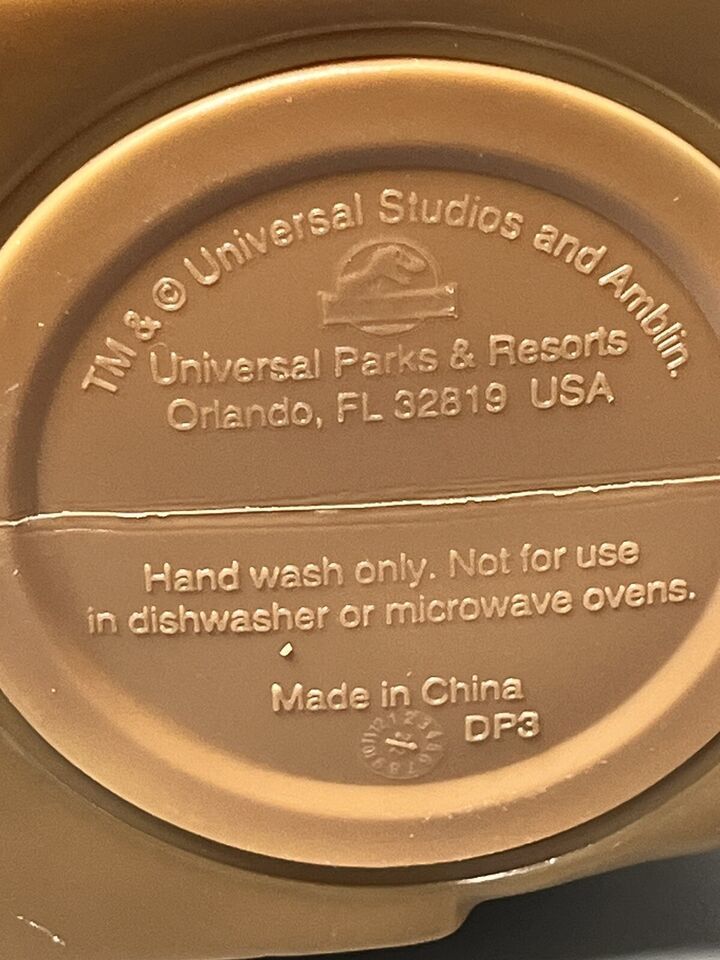 TM & © Universal Studios and Amblin.
Universal Parks & Resorts
Orlando, FL 32819 USA
Hand wash only. Not for use
in dishwasher or microwave ovens.
Made in China
DP3